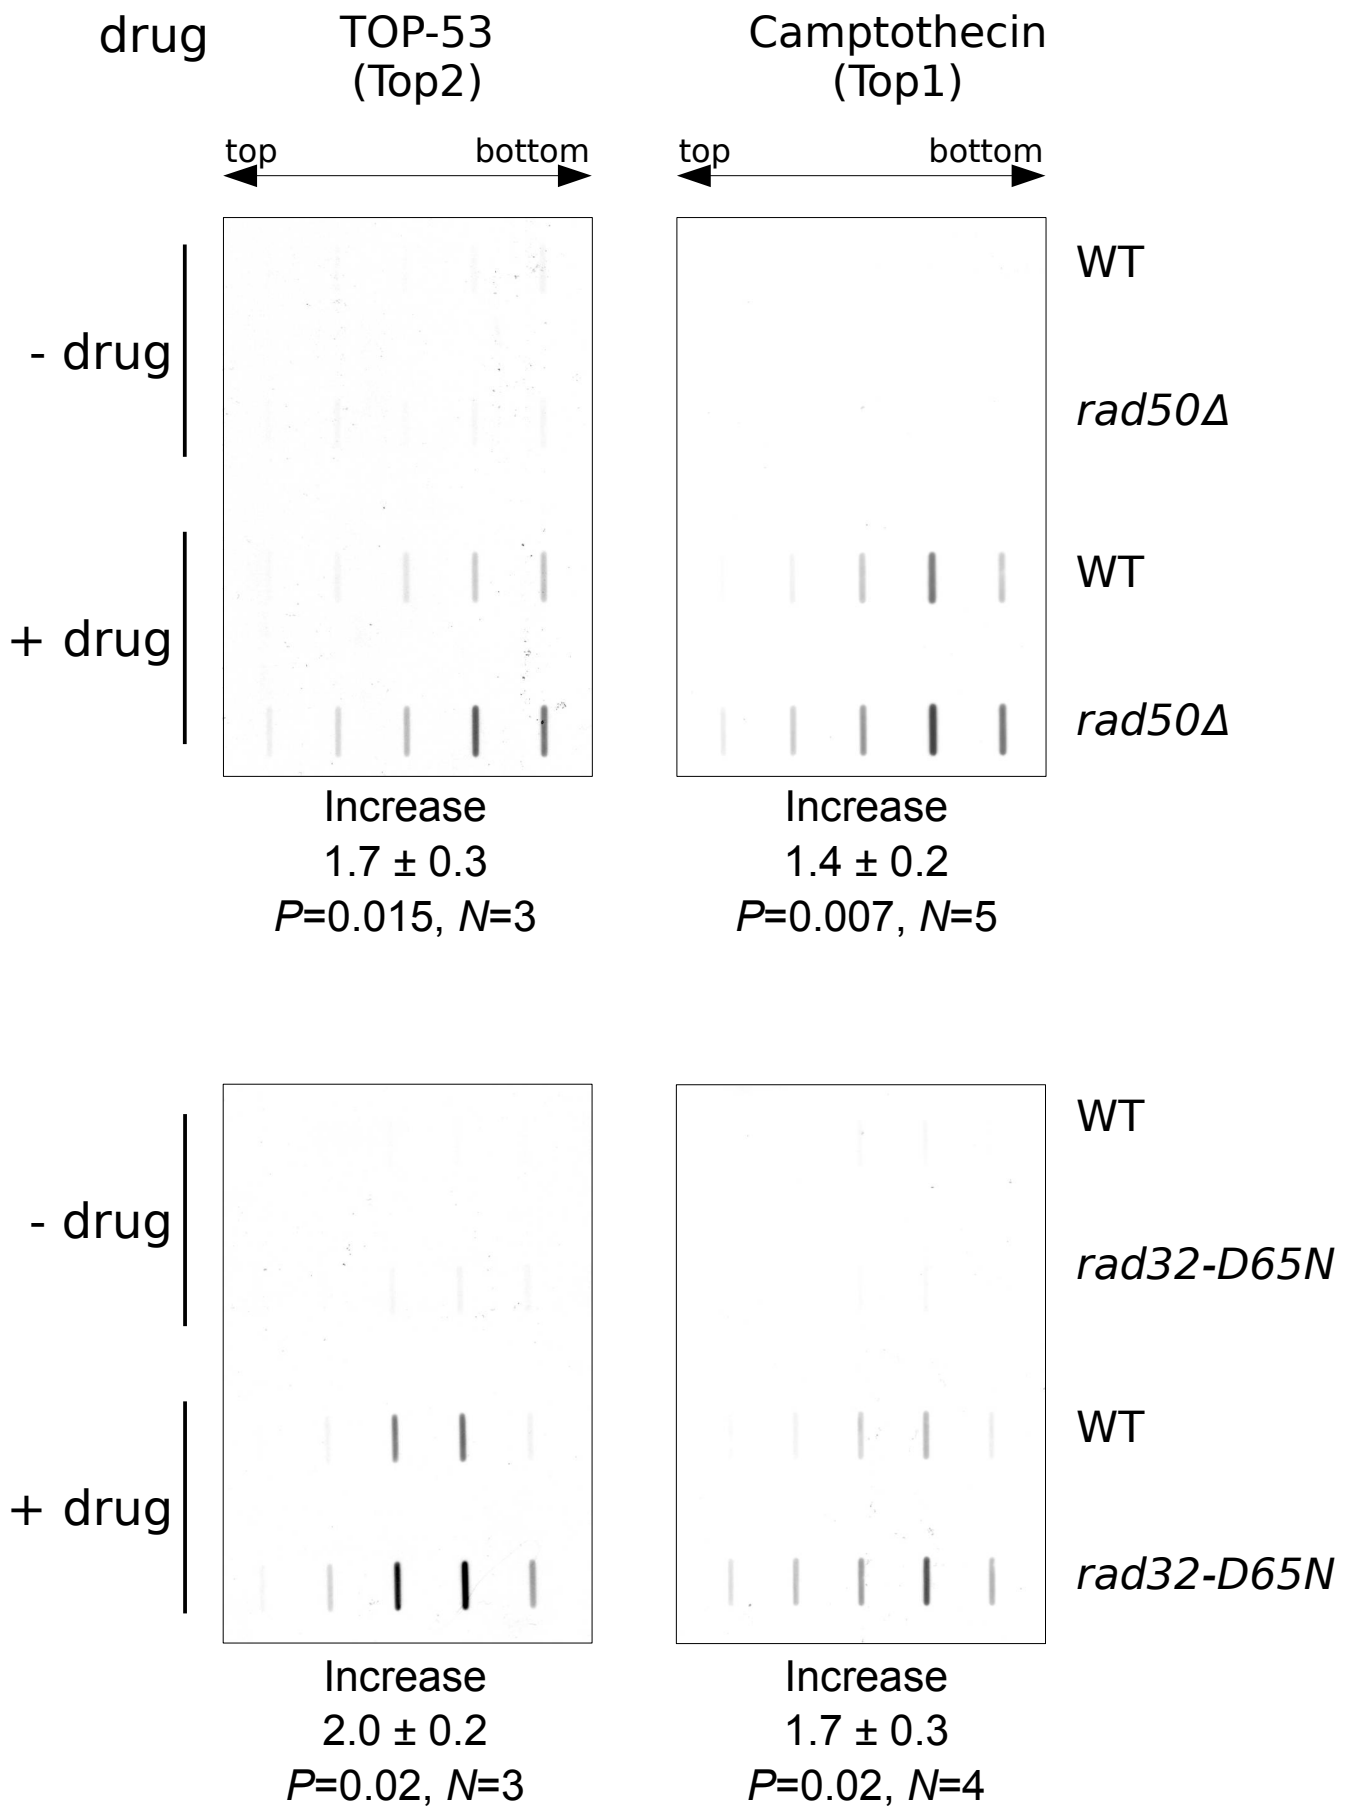 drug
TOP-53
(Top2)
Camptothecin
(Top1)
top
bottom
top
bottom
- drug
WT
rad50Δ
+ drug
WT
rad50Δ
Increase
1.7 ± 0.3
P=0.015, N=3
Increase
1.4 ± 0.2
P=0.007, N=5
- drug
WT
rad32-D65N
+ drug
WT
rad32-D65N
Increase
2.0 ± 0.2
P=0.02, N=3
Increase
1.7 ± 0.3
P=0.02, N=4